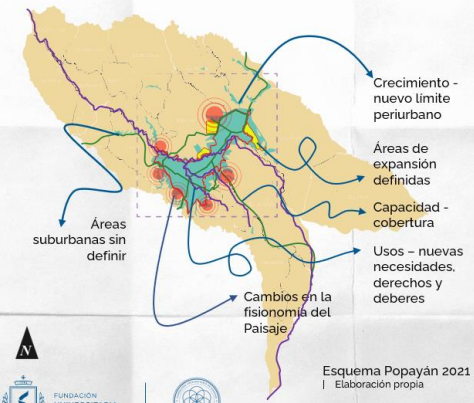 Crecimiento -
nuevo límite
periurbano
Áreas de
expansión
definidas
Capacidad -
cobertura
Usos – nuevas
necesidades,
derechos y
deberes
Áreas
suburbanas sin
definir
Cambios en la
fisionomía del
Paisaje
N
Esquema Popayán 2021
| Elaboración propia
FUNDACIÓN